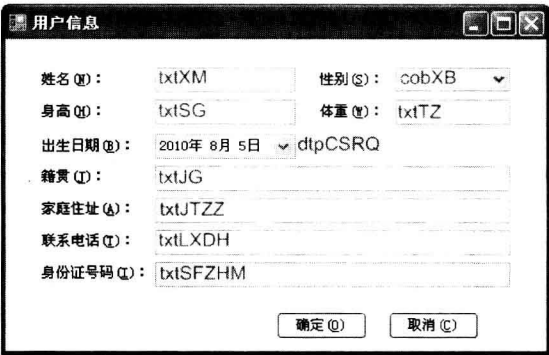 用户信息
姓名(N)： txtXM 性别(S)： cobXB
身高(H)： txtSG 体重(W)： txtTZ
出生日期(B)： 2010年 8月 5日 dtpCSRQ
籍贯(J)： txtJG
家庭住址(A)： txtJTZZ
联系电话(T)： txtLXDH
身份证号码(I)： txtSFZHM
确定(O) 取消(C)